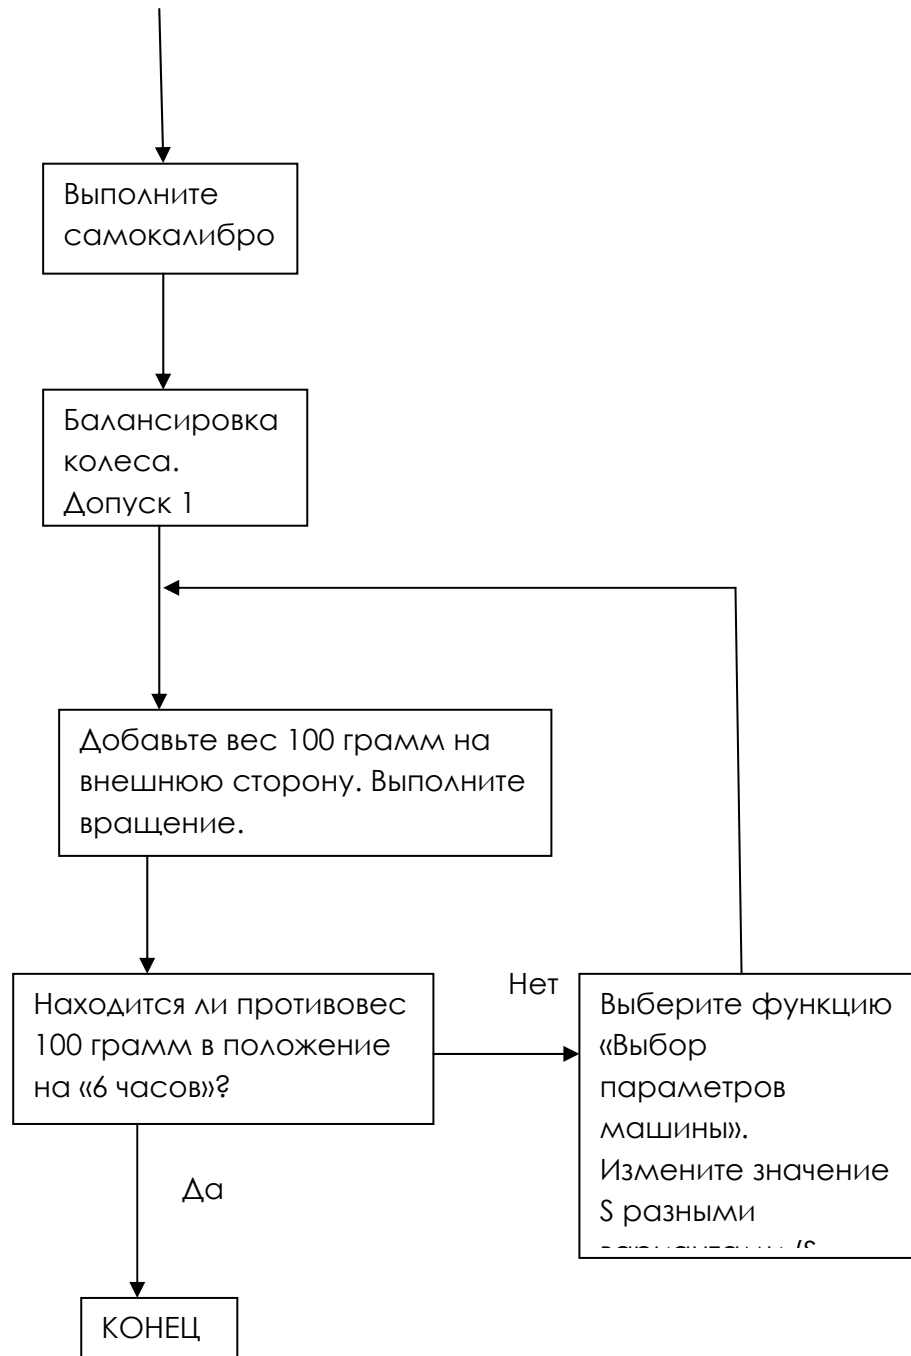 Выполните
самокалибро
Балансировка
колеса.
Допуск 1
Добавьте вес 100 грамм на
внешнюю сторону. Выполните
вращение.
Находится ли противовес
100 грамм в положение
на «6 часов»?
Нет
Выберите функцию
«Выбор
параметров
машины».
Измените значение
S разными
Да
КОНЕЦ